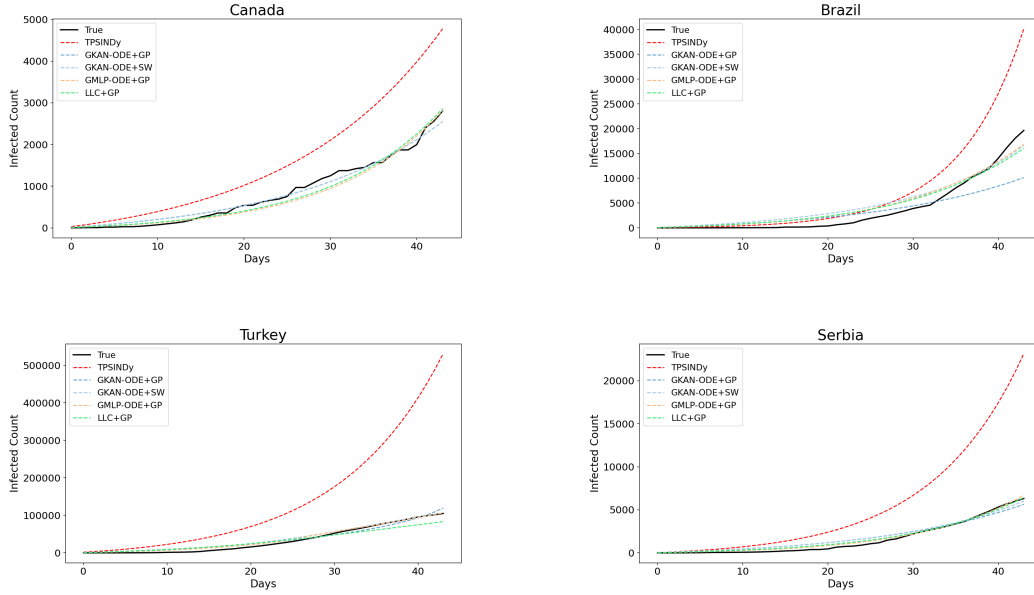 Canada
5000
4000
3000
2000
1000
0
Infected Count
True
TPSINDy
GKAN-ODE+GP
GKAN-ODE+SW
GMLP-ODE+GP
LLC+GP
0 10 20 30 40
Days
Brazil
40000
35000
30000
25000
20000
15000
10000
5000
0
Infected Count
True
TPSINDy
GKAN-ODE+GP
GKAN-ODE+SW
GMLP-ODE+GP
LLC+GP
0 10 20 30 40
Days
Turkey
500000
400000
300000
200000
100000
0
Infected Count
True
TPSINDy
GKAN-ODE+GP
GKAN-ODE+SW
GMLP-ODE+GP
LLC+GP
0 10 20 30 40
Days
Serbia
20000
15000
10000
5000
0
Infected Count
True
TPSINDy
GKAN-ODE+GP
GKAN-ODE+SW
GMLP-ODE+GP
LLC+GP
0 10 20 30 40
Days